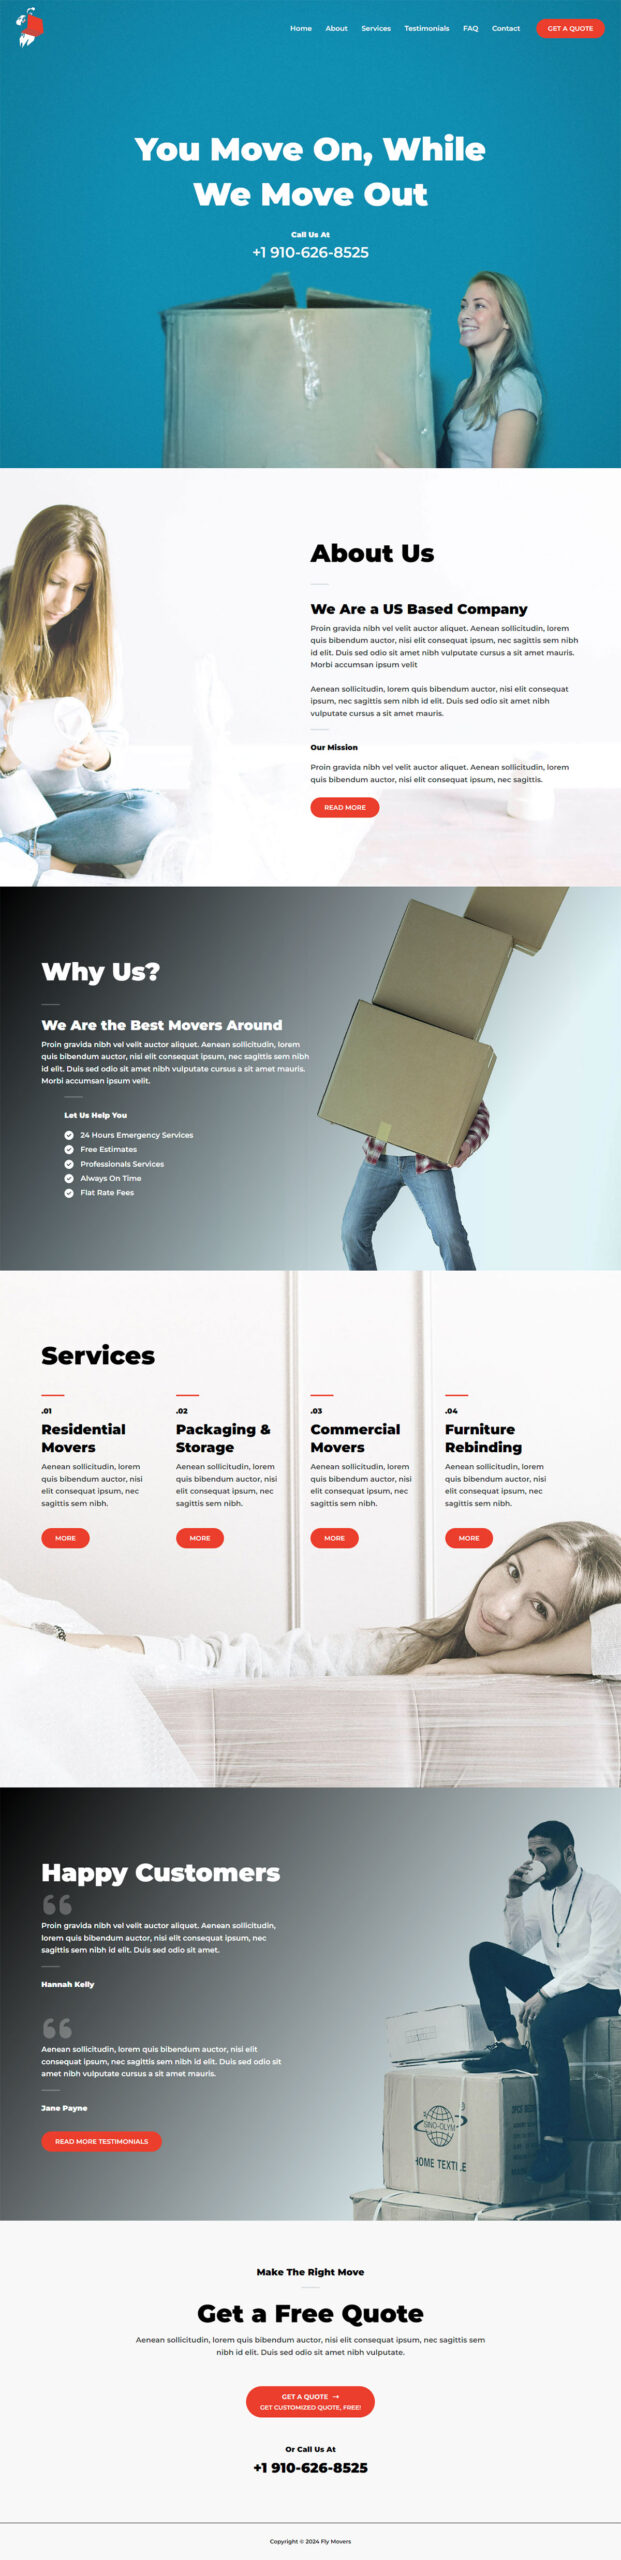 Home About Services Testimonials FAQ Contact GET A QUOTE
You Move On, While
We Move Out
Call Us At
+1 910-626-8525
About Us
We Are a US Based Company
Proin gravida nibh vel velit auctor aliquet. Aenean sollicitudin, lorem
quis bibendum auctor, nisi elit consequat ipsum, nec sagittis sem nibh
id elit. Duis sed odio sit amet nibh vulputate cursus a sit amet mauris.
Morbi accumsan ipsum velit
Aenean sollicitudin, lorem quis bibendum auctor, nisi elit consequat
ipsum, nec sagittis sem nibh id elit. Duis sed odio sit amet nibh
vulputate cursus a sit amet mauris.
Our Mission
Proin gravida nibh vel velit auctor aliquet. Aenean sollicitudin, lorem
quis bibendum auctor, nisi elit consequat ipsum, nec sagittis.
READ MORE
Why Us?
We Are the Best Movers Around
Proin gravida nibh vel velit auctor aliquet. Aenean sollicitudin, lorem
quis bibendum auctor, nisi elit consequat ipsum, nec sagittis sem nibh
id elit. Duis sed odio sit amet nibh vulputate cursus a sit amet mauris.
Morbi accumsan ipsum velit.
Let Us Help You
24 Hours Emergency Services
Free Estimates
Professionals Services
Always On Time
Flat Rate Fees
Services
.01
Residential
Movers
Aenean sollicitudin, lorem
quis bibendum auctor, nisi
elit consequat ipsum, nec
sagittis sem nibh.
MORE
.02
Packaging &
Storage
Aenean sollicitudin, lorem
quis bibendum auctor, nisi
elit consequat ipsum, nec
sagittis sem nibh.
MORE
.03
Commercial
Movers
Aenean sollicitudin, lorem
quis bibendum auctor, nisi
elit consequat ipsum, nec
sagittis sem nibh.
MORE
.04
Furniture
Rebinding
Aenean sollicitudin, lorem
quis bibendum auctor, nisi
elit consequat ipsum, nec
sagittis sem nibh.
MORE
Happy Customers
Proin gravida nibh vel velit auctor aliquet. Aenean sollicitudin,
lorem quis bibendum auctor, nisi elit consequat ipsum, nec
sagittis sem nibh id elit. Duis sed odio sit amet.
Hannah Kelly
Aenean sollicitudin, lorem quis bibendum auctor, nisi elit
consequat ipsum, nec sagittis sem nibh id elit. Duis sed odio sit
amet nibh vulputate cursus a sit amet mauris.
Jane Payne
READ MORE TESTIMONIALS
SINO-OLYM
HOME TEXTILE
Make The Right Move
Get a Free Quote
Aenean sollicitudin, lorem quis bibendum auctor, nisi elit consequat ipsum, nec sagittis sem
nibh id elit. Duis sed odio sit amet nibh vulputate.
GET A QUOTE →
GET CUSTOMIZED QUOTE, FREE!
Or Call Us At
+1 910-626-8525
Copyright © 2024 Fly Movers